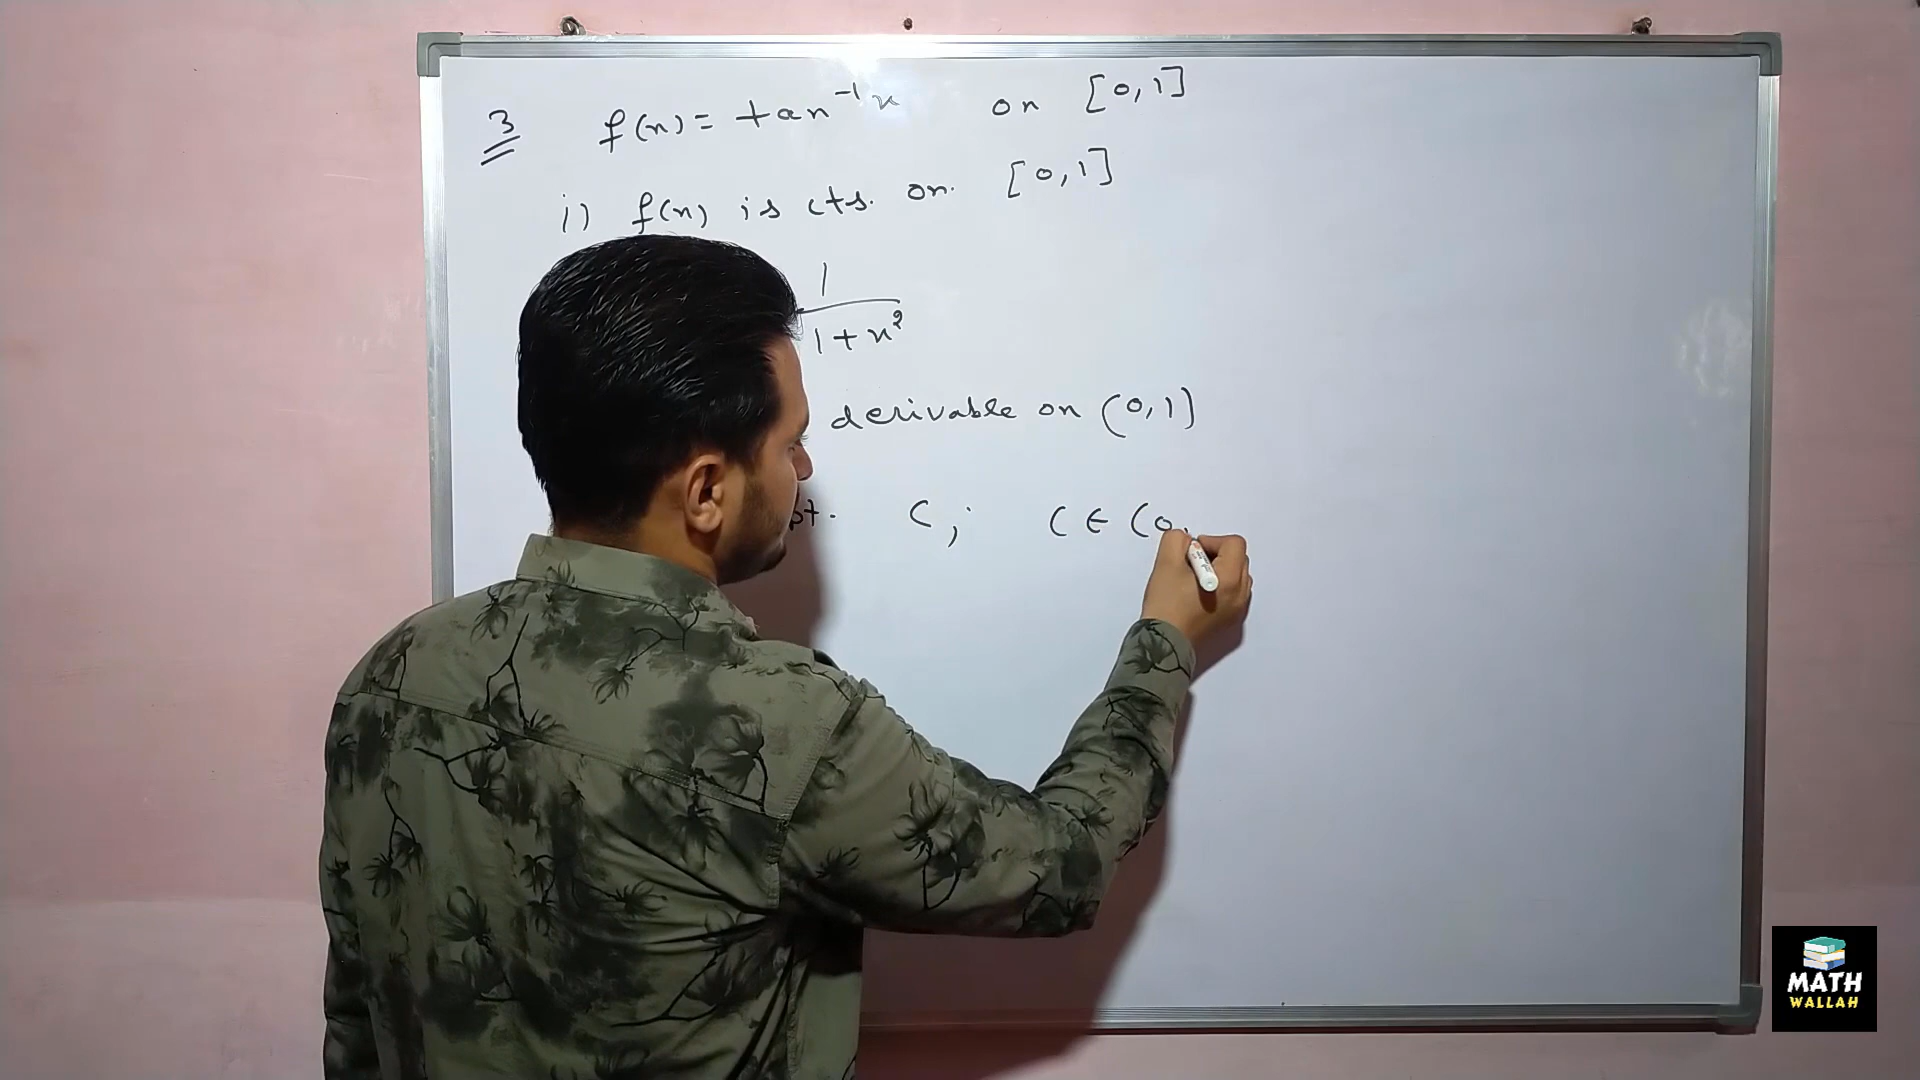 3 f(x) = tan⁻¹x on [0,1]
i) f(x) is cts. on. [0,1]
1
1+x²
derivable on (0,1)
pt. C; C ∈ (0,
MATH
WALLAH